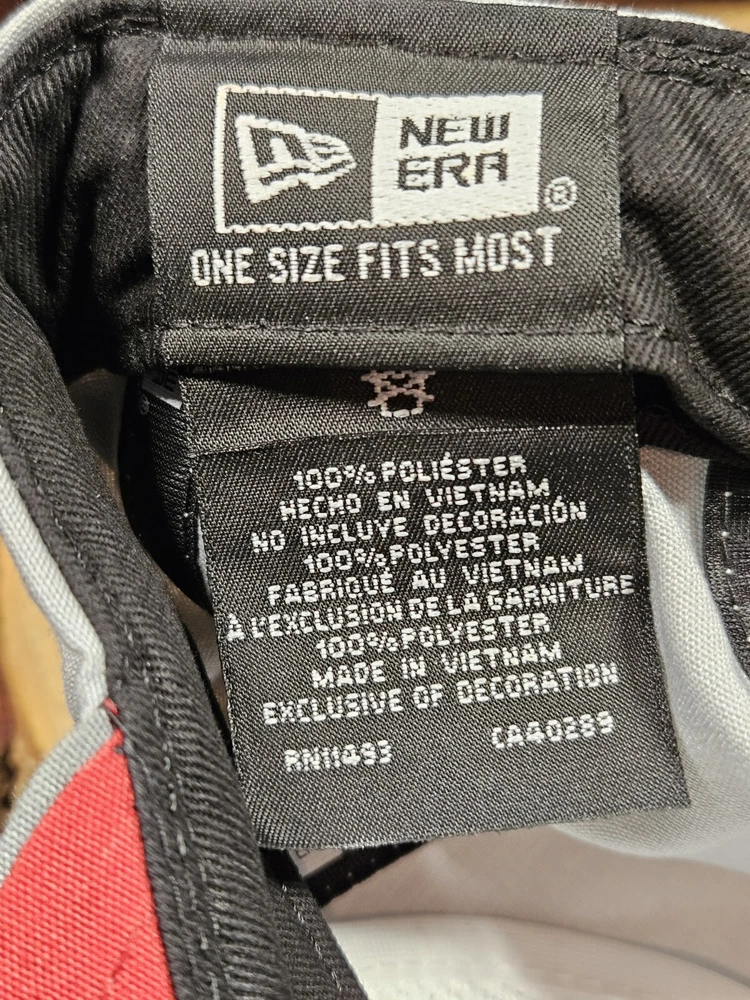 NEW
ERA®
ONE SIZE FITS MOST
100% POLIÉSTER
HECHO EN VIETNAM
NO INCLUYE DECORACIÓN
100% POLYESTER
FABRIQUÉ AU VIETNAM
À L'EXCLUSION DE LA GARNITURE
100% POLYESTER
MADE IN VIETNAM
EXCLUSIVE OF DECORATION
RN11493 CA40289